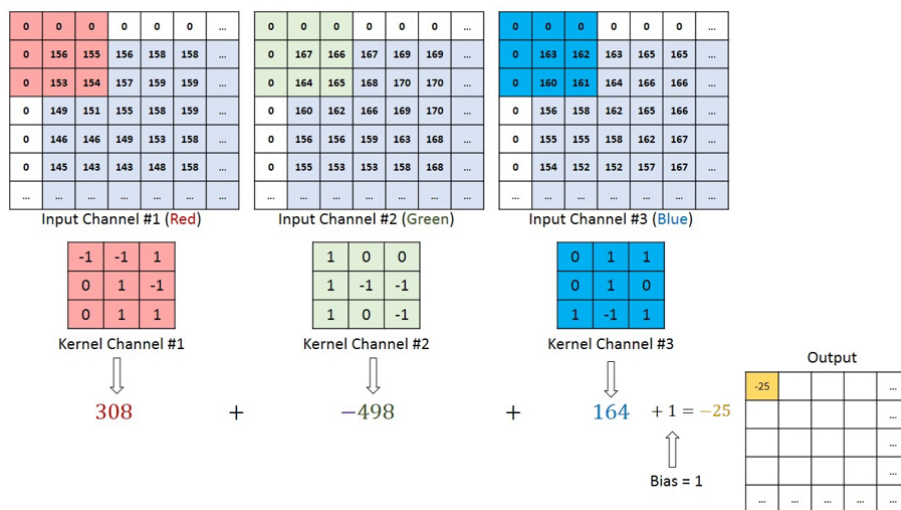 0 0 0 0 0 0 ...
0 156 155 156 158 158 ...
0 153 154 157 159 159 ...
0 149 151 155 158 159 ...
0 146 146 149 153 158 ...
0 145 143 143 148 158 ...
... ... ... ... ... ... ...
Input Channel #1 (Red)
0 0 0 0 0 0 ...
0 167 166 167 169 169 ...
0 164 165 168 170 170 ...
0 160 162 166 169 170 ...
0 156 156 159 163 168 ...
0 155 153 153 158 168 ...
... ... ... ... ... ... ...
Input Channel #2 (Green)
0 0 0 0 0 0 ...
0 163 162 163 165 165 ...
0 160 161 164 166 166 ...
0 156 158 162 165 166 ...
0 155 155 158 162 167 ...
0 154 152 152 157 167 ...
... ... ... ... ... ... ...
Input Channel #3 (Blue)
-1 -1 1
0 1 -1
0 1 1
Kernel Channel #1
1 0 0
1 -1 -1
1 0 -1
Kernel Channel #2
0 1 1
0 1 0
1 -1 1
Kernel Channel #3
308 + −498 + 164 + 1 = −25
Bias = 1
Output
-25 ...
...
...
...
... ... ... ... ...